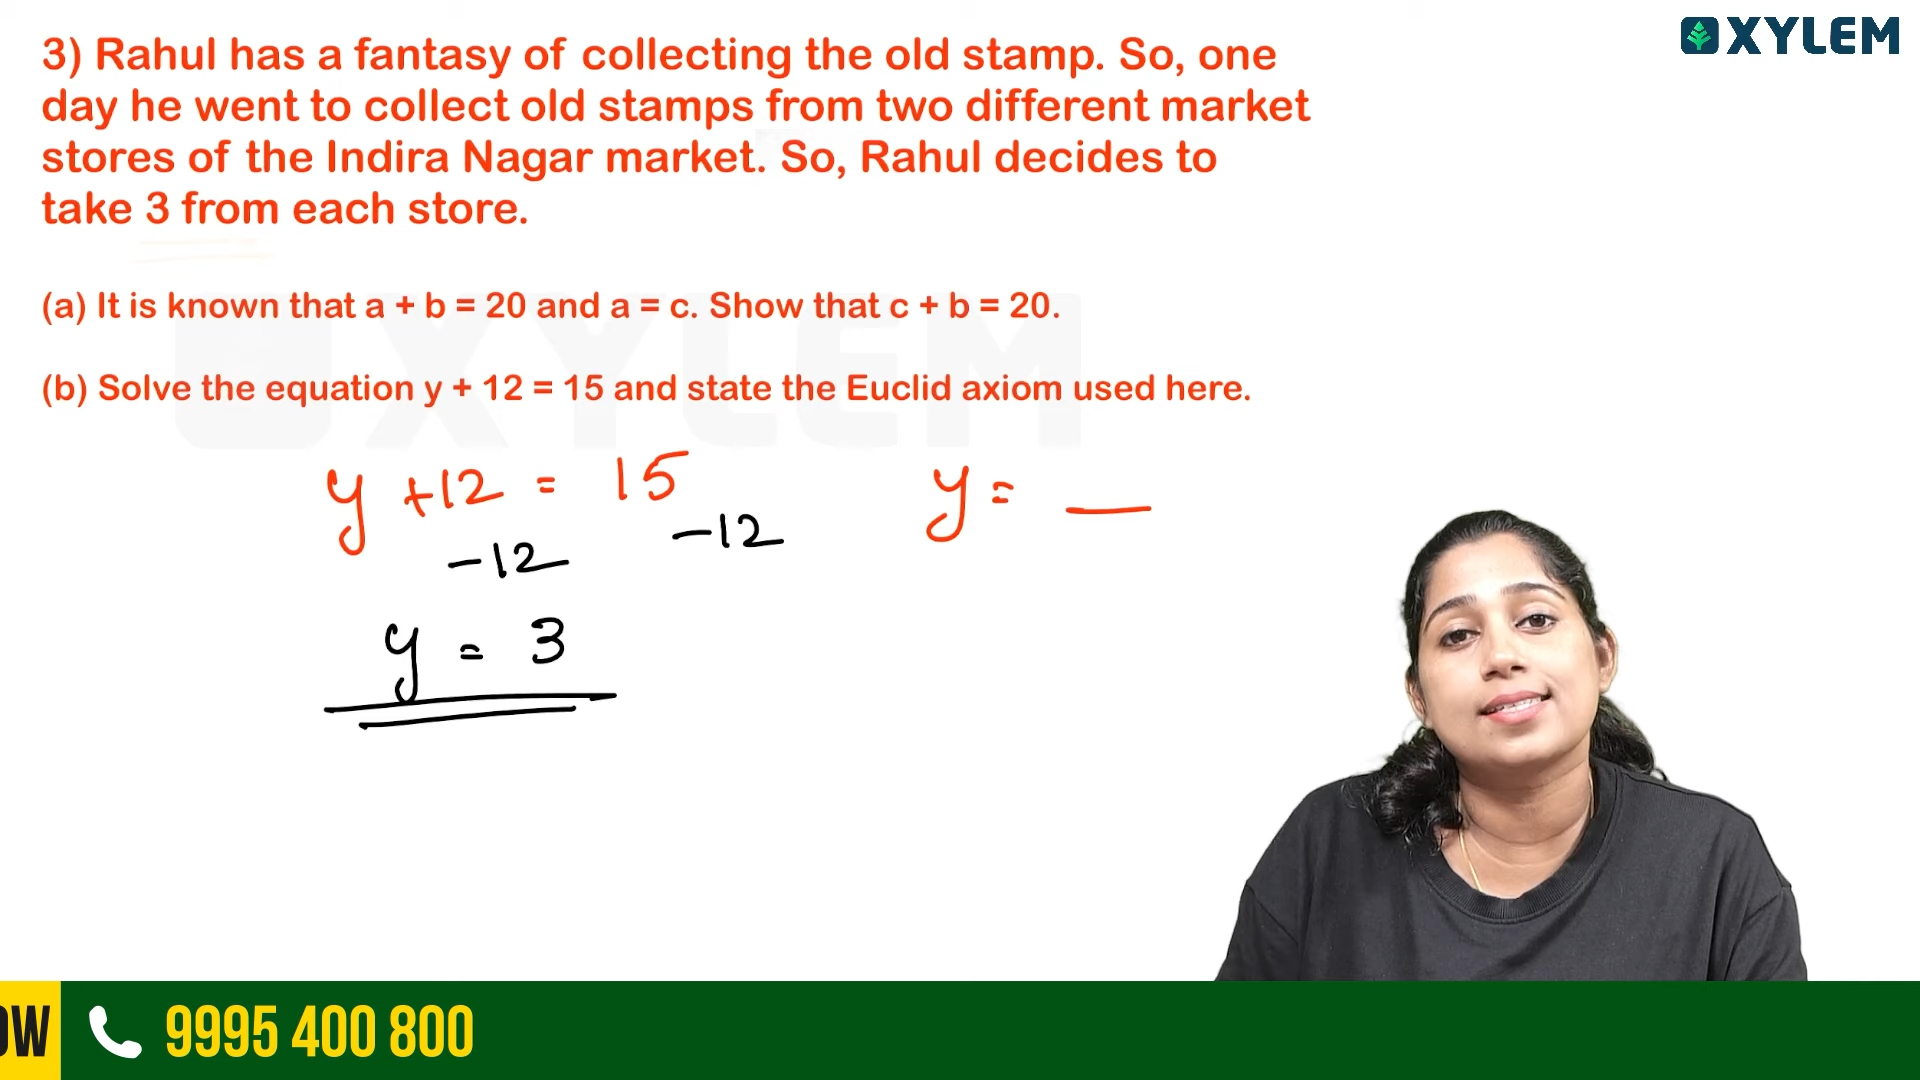 XYLEM
3) Rahul has a fantasy of collecting the old stamp. So, one
day he went to collect old stamps from two different market
stores of the Indira Nagar market. So, Rahul decides to
take 3 from each store.
(a) It is known that a + b = 20 and a = c. Show that c + b = 20.
(b) Solve the equation y + 12 = 15 and state the Euclid axiom used here.
XYLEM
y +12 = 15 y = __
-12 -12
y = 3
OW 9995 400 800